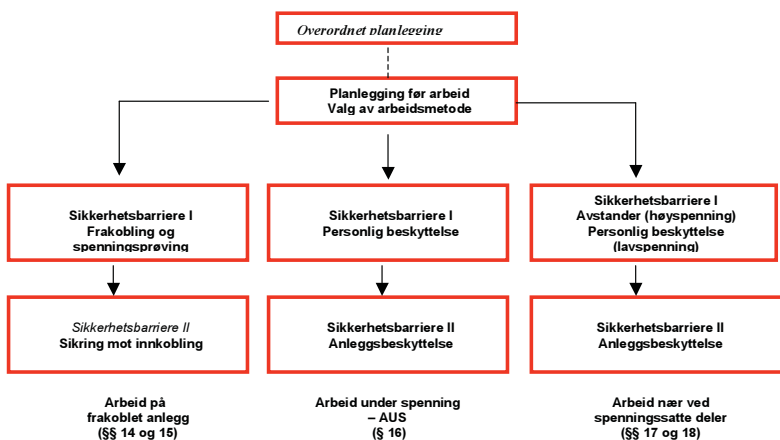 Overordnet planlegging
Planlegging før arbeid
Valg av arbeidsmetode
Sikkerhetsbarriere I
Frakobling og
spenningsprøving
Sikkerhetsbarriere I
Personlig beskyttelse
Sikkerhetsbarriere I
Avstander (høyspenning)
Personlig beskyttelse
(lavspenning)
Sikkerhetsbarriere II
Sikring mot innkobling
Sikkerhetsbarriere II
Anleggsbeskyttelse
Sikkerhetsbarriere II
Anleggsbeskyttelse
Arbeid på
frakoblet anlegg
(§§ 14 og 15)
Arbeid under spenning
– AUS
(§ 16)
Arbeid nær ved
spenningssatte deler
(§§ 17 og 18)